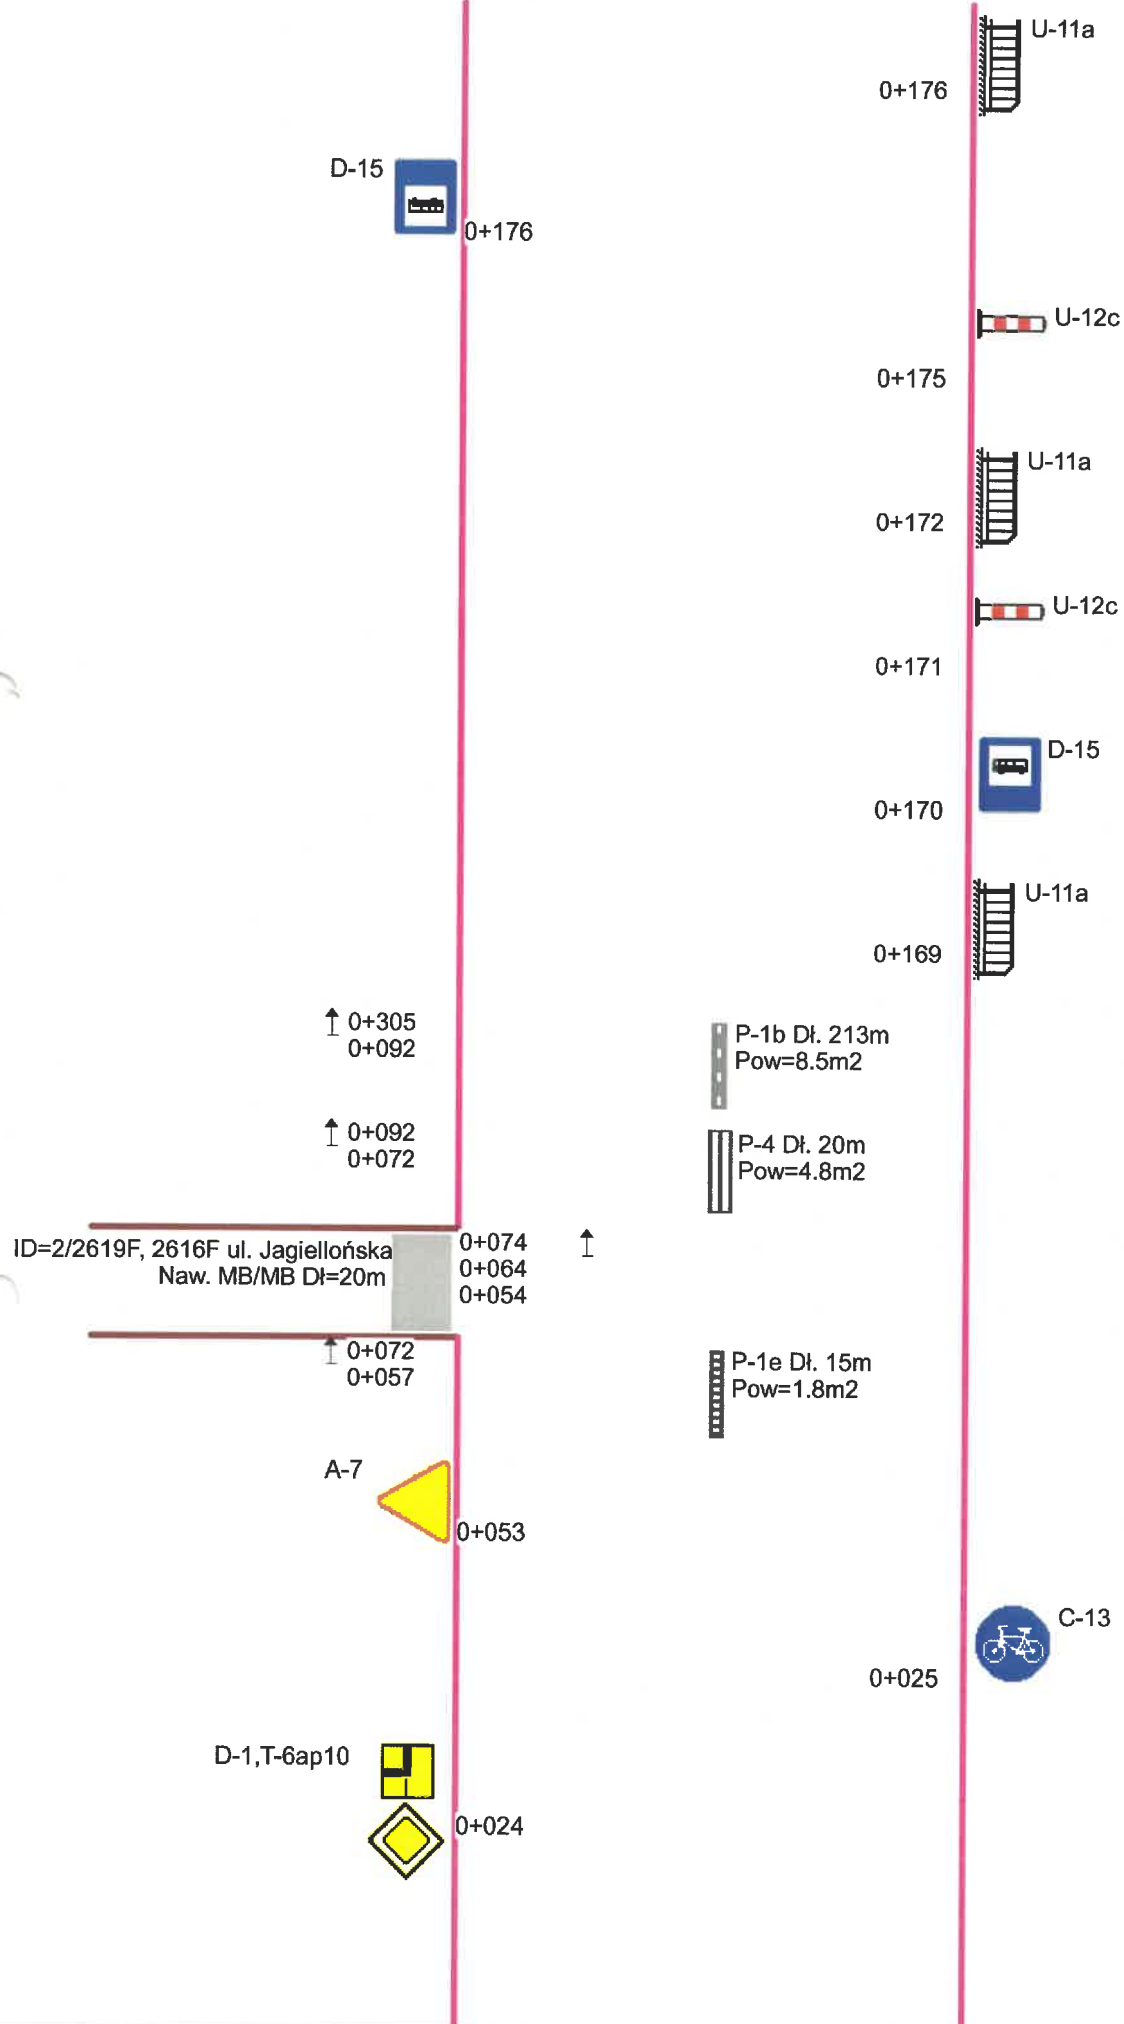 U-11a
0+176
D-15
0+176
U-12c
0+175
U-11a
0+172
U-12c
0+171
D-15
0+170
U-11a
0+169
0+305
0+092
P-1b Dł. 213m
Pow=8.5m2
0+092
0+072
P-4 Dł. 20m
Pow=4.8m2
ID=2/2619F, 2616F ul. Jagiellońska
Naw. MB/MB Dł=20m
0+074
0+064
0+054
0+072
0+057
P-1e Dł. 15m
Pow=1.8m2
A-7
0+053
C-13
0+025
D-1,T-6ap10
0+024